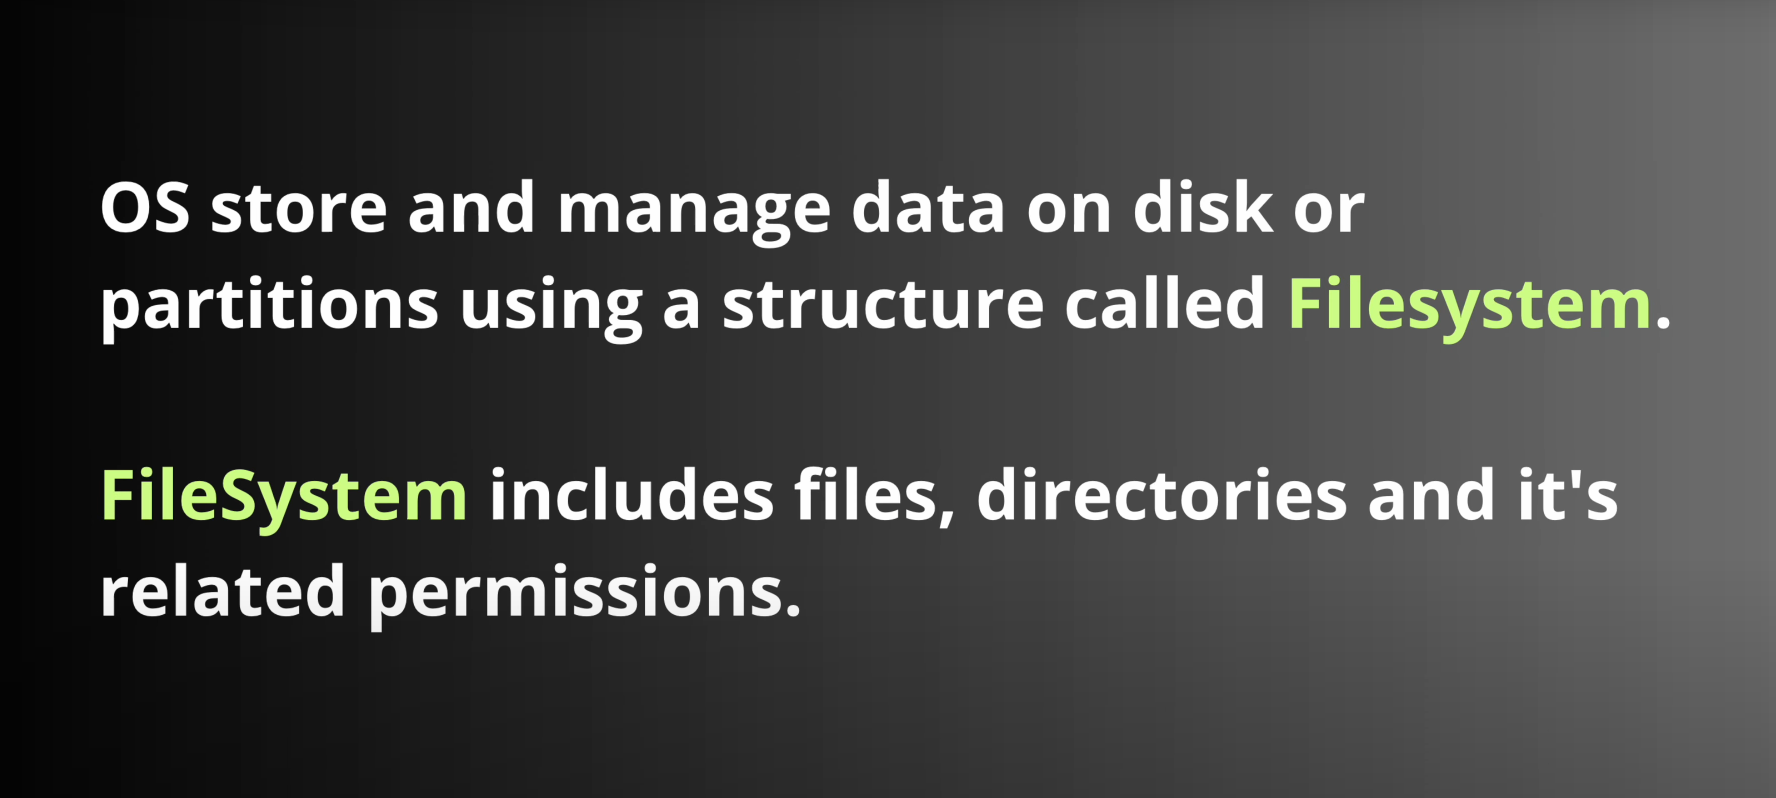 OS store and manage data on disk or
partitions using a structure called Filesystem.
FileSystem includes files, directories and it's
related permissions.